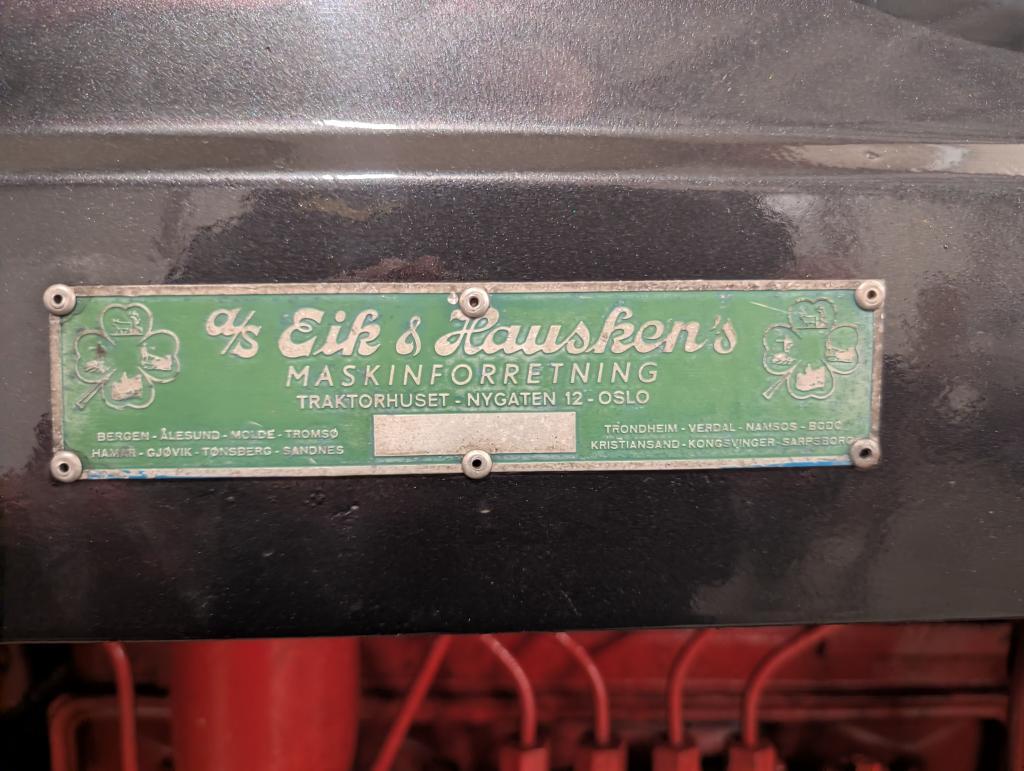 a/s Eik & Hausken's
MASKINFORRETNING
TRAKTORHUSET - NYGATEN 12 - OSLO
BERGEN - ÅLESUND - MOLDE - TROMSØ
HAMAR - GJØVIK - TØNSBERG - SANDNES
TRONDHEIM - VERDAL - NAMSOS - BODØ
KRISTIANSAND - KONGSVINGER - SARPSBORG